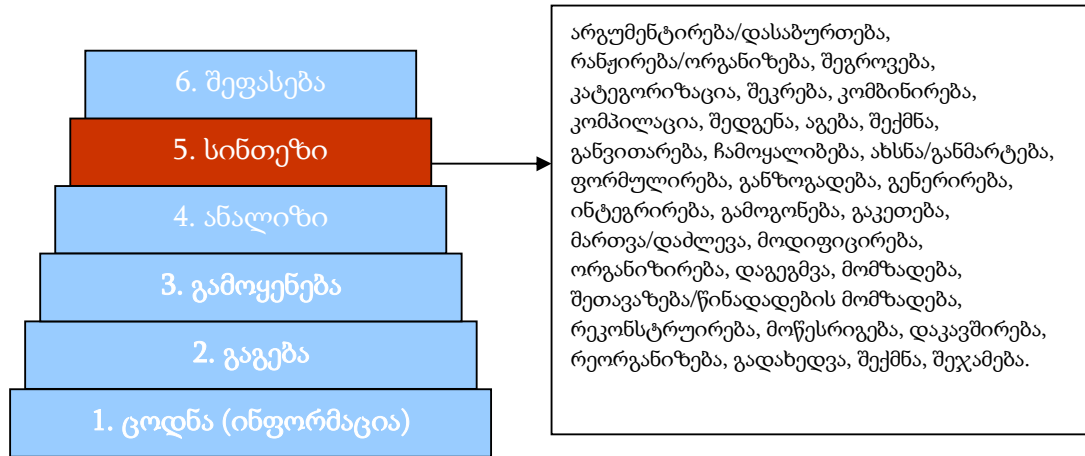 6. შეფასება
5. სინთეზი
4. ანალიზი
3. გამოყენება
2. გაგება
1. ცოდნა (ინფორმაცია)
არგუმენტირება/დასაბურთება,
რანჟირება/ორგანიზება, შეგროვება,
კატეგორიზაცია, შეკრება, კომბინირება,
კომპილაცია, შედგენა, აგება, შექმნა,
განვითარება, ჩამოყალიბება, ახსნა/განმარტება,
ფორმულირება, განზოგადება, გენერირება,
ინტეგრირება, გამოგონება, გაკეთება,
მართვა/დაძლევა, მოდიფიცირება,
ორგანიზირება, დაგეგმვა, მომზადება,
შეთავაზება/წინადადების მომზადება,
რეკონსტრუირება, მოწესრიგება, დაკავშირება,
რეორგანიზება, გადახედვა, შექმნა, შეჯამება.